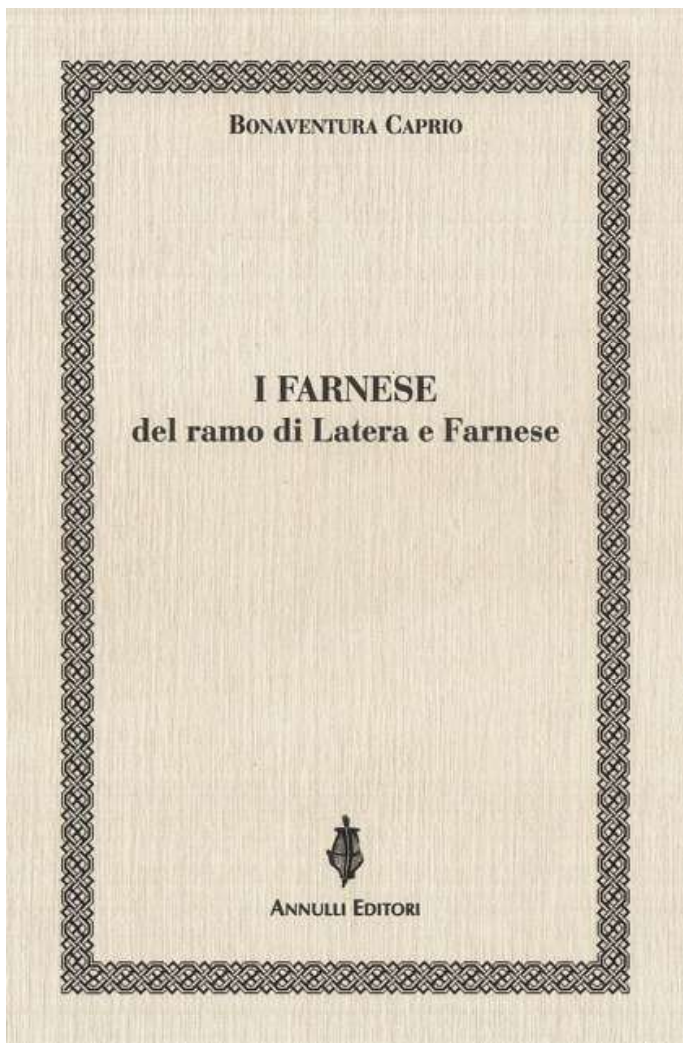 BONAVENTURA CAPRIO
I FARNESE
del ramo di Latera e Farnese
ANNULLI EDITORI